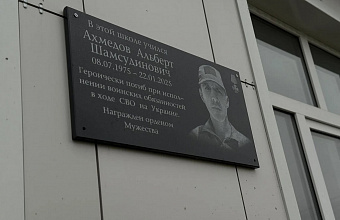 В этой школе учился
Ахмедов Альберт
Шамсудинович
08.07.1975 – 22.01.2025
Героически погиб при испол-
нении воинских обязанностей
в ходе СВО на Украине.
Награжден орденом
Мужества